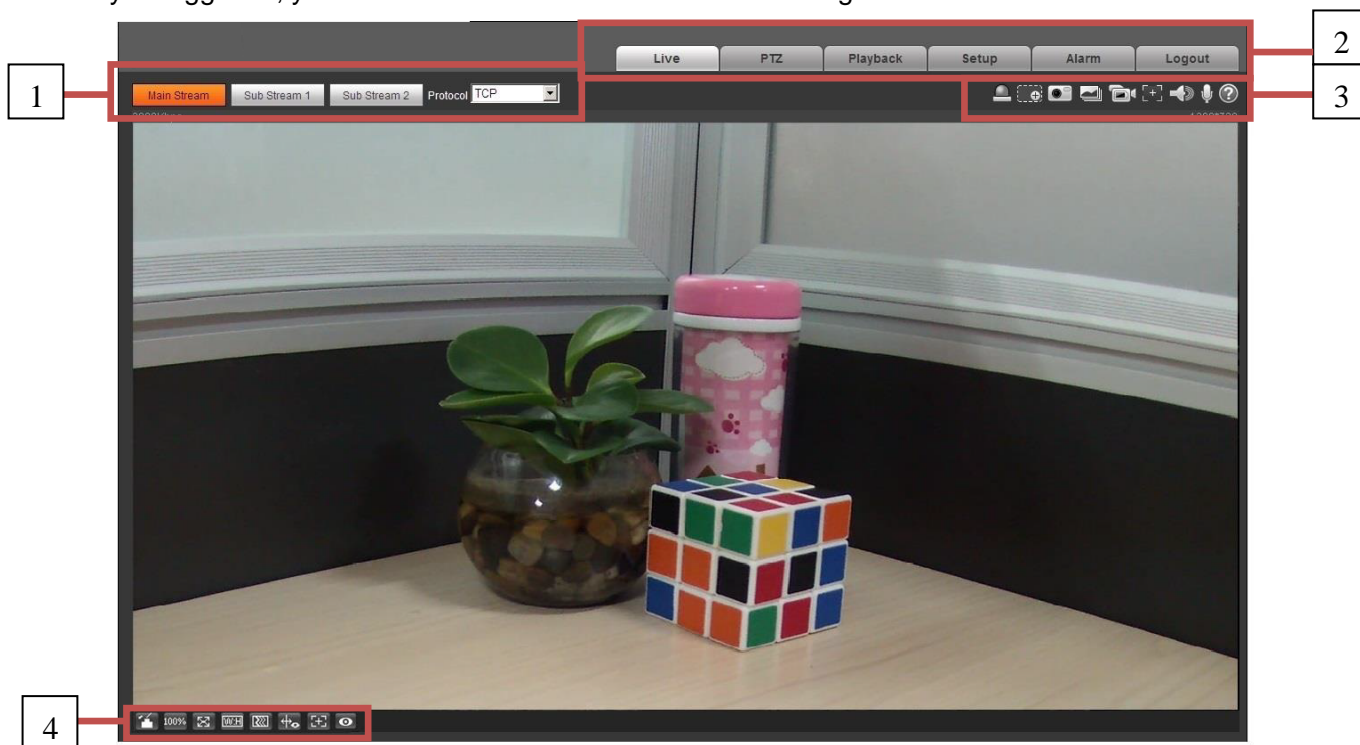 2
Live PTZ Playback Setup Alarm Logout
1
Main Stream Sub Stream 1 Sub Stream 2 Protocol TCP
3
4
100% W:H